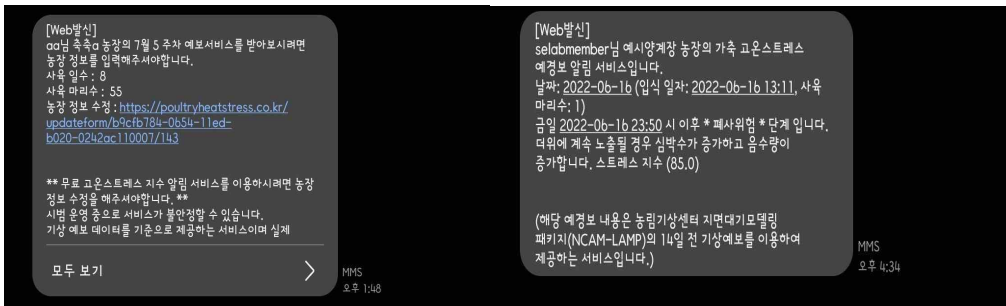 [Web발신]
aa님 축축a 농장의 7월 5 주차 예보서비스를 받아보시려면
농장 정보를 입력해주셔야합니다.
사육 일수 : 8
사육 마리수 : 55
농장 정보 수정 : https://poultryheatstress.co.kr/
updateform/b9cfb784-0b54-11ed-
b020-0242ac110007/143
** 무료 고온스트레스 지수 알림 서비스를 이용하시려면 농장
정보 수정을 해주셔야합니다. **
시범 운영 중으로 서비스가 불안정할 수 있습니다.
기상 예보 데이터를 기준으로 제공하는 서비스이며 실제
모두 보기
MMS
오후 1:48
[Web발신]
selabmember님 예시양계장 농장의 가축 고온스트레스
예경보 알림 서비스입니다.
날짜: 2022-06-16 (입식 일자: 2022-06-16 13:11, 사육
마리수: 1)
금일 2022-06-16 23:50 시 이후 * 폐사위험 * 단계 입니다.
더위에 계속 노출될 경우 심박수가 증가하고 음수량이
증가합니다. 스트레스 지수 (85.0)
(해당 예경보 내용은 농림기상센터 지면대기모델링
패키지(NCAM-LAMP)의 14일 전 기상예보를 이용하여
제공하는 서비스입니다.)
MMS
오후 4:34